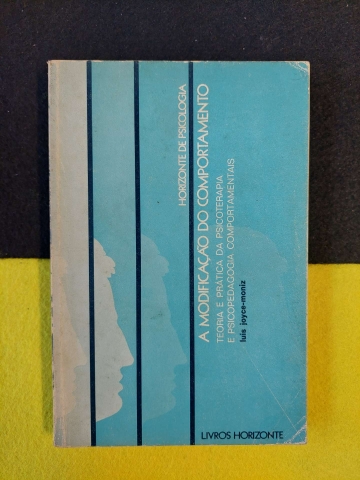 HORIZONTE DE PSICOLOGIA
A MODIFICAÇÃO DO COMPORTAMENTO
TEORIA E PRÁTICA DA PSICOTERAPIA
E PSICOPEDAGOGIA COMPORTAMENTAIS
luis joyce-moniz
LIVROS HORIZONTE